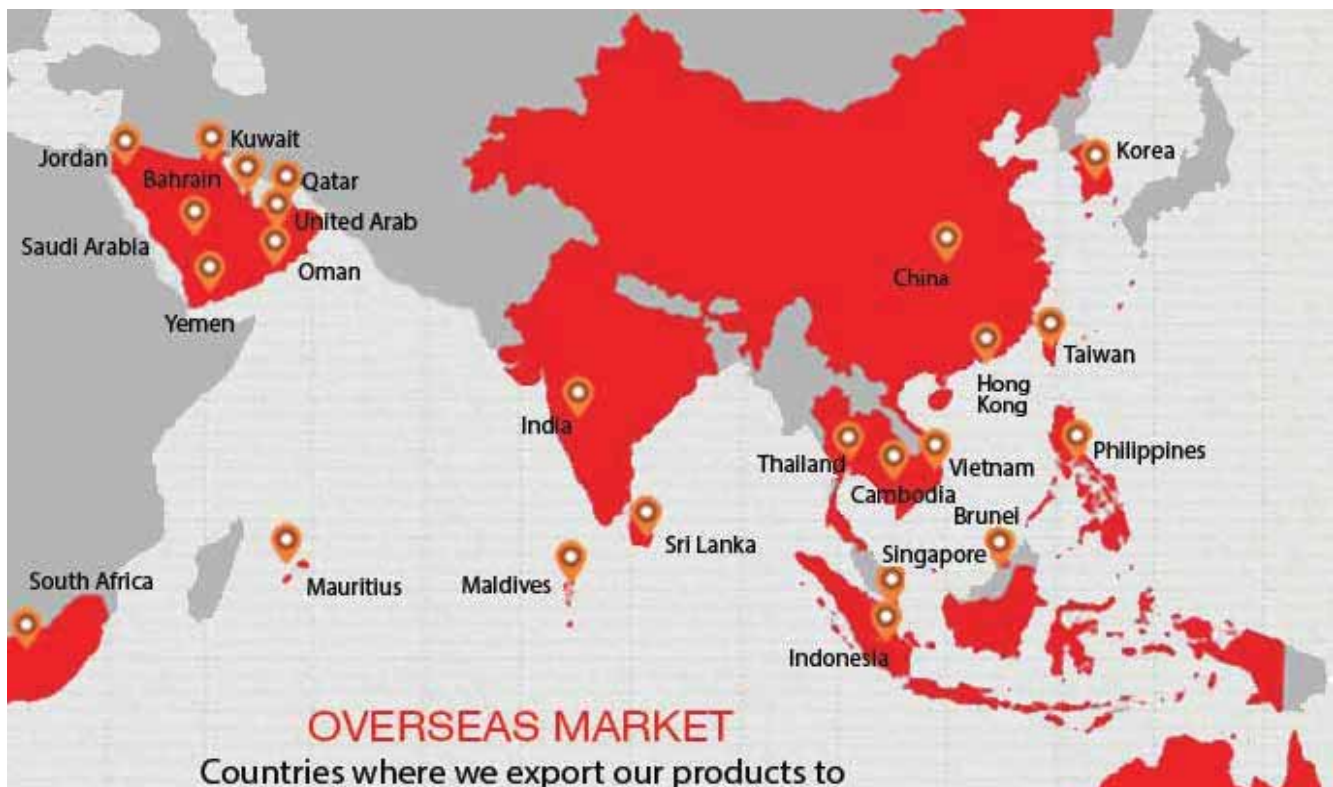 Kuwait
Jordan
Korea
Bahrain
Qatar
United Arab
Saudi Arabia
Oman
China
Yemen
Taiwan
Hong
Kong
India
Thailand
Vietnam
Philippines
Cambodia
Brunei
Sri Lanka
Singapore
South Africa
Mauritius
Maldives
Indonesia
OVERSEAS MARKET
Countries where we export our products to